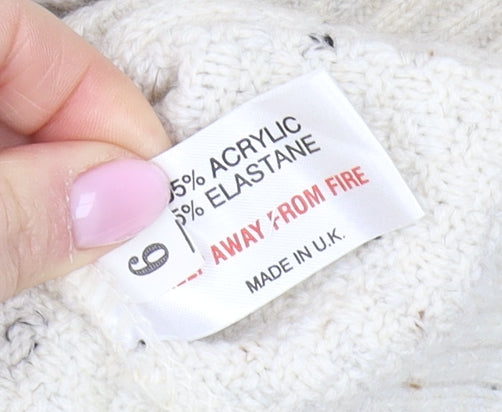 5% ACRYLIC
5% ELASTANE
AWAY FROM FIRE
MADE IN U.K.
6